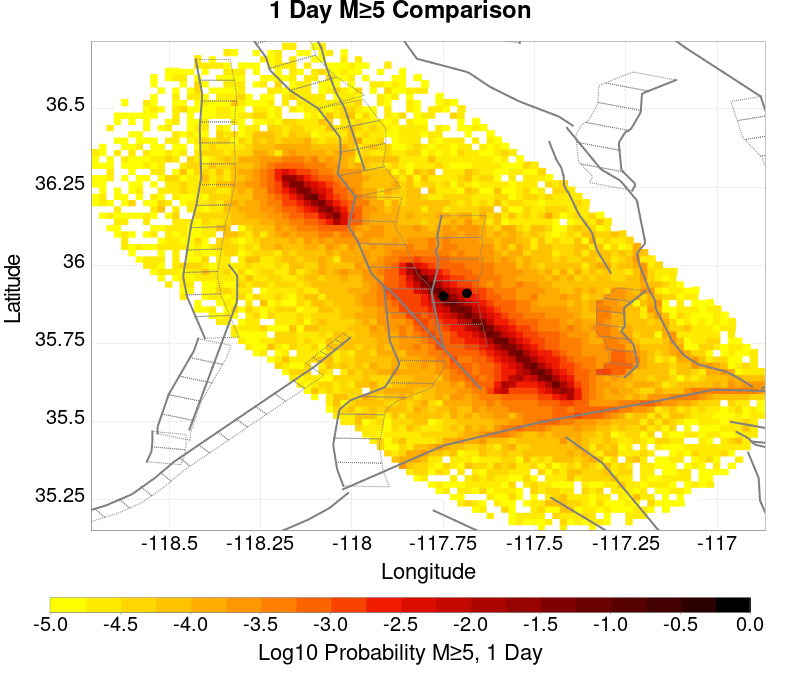 1 Day M≥5 Comparison
36.5
36.25
36
35.75
35.5
35.25
Latitude
-118.5 -118.25 -118 -117.75 -117.5 -117.25 -117
Longitude
-5.0 -4.5 -4.0 -3.5 -3.0 -2.5 -2.0 -1.5 -1.0 -0.5 0.0
Log10 Probability M≥5, 1 Day